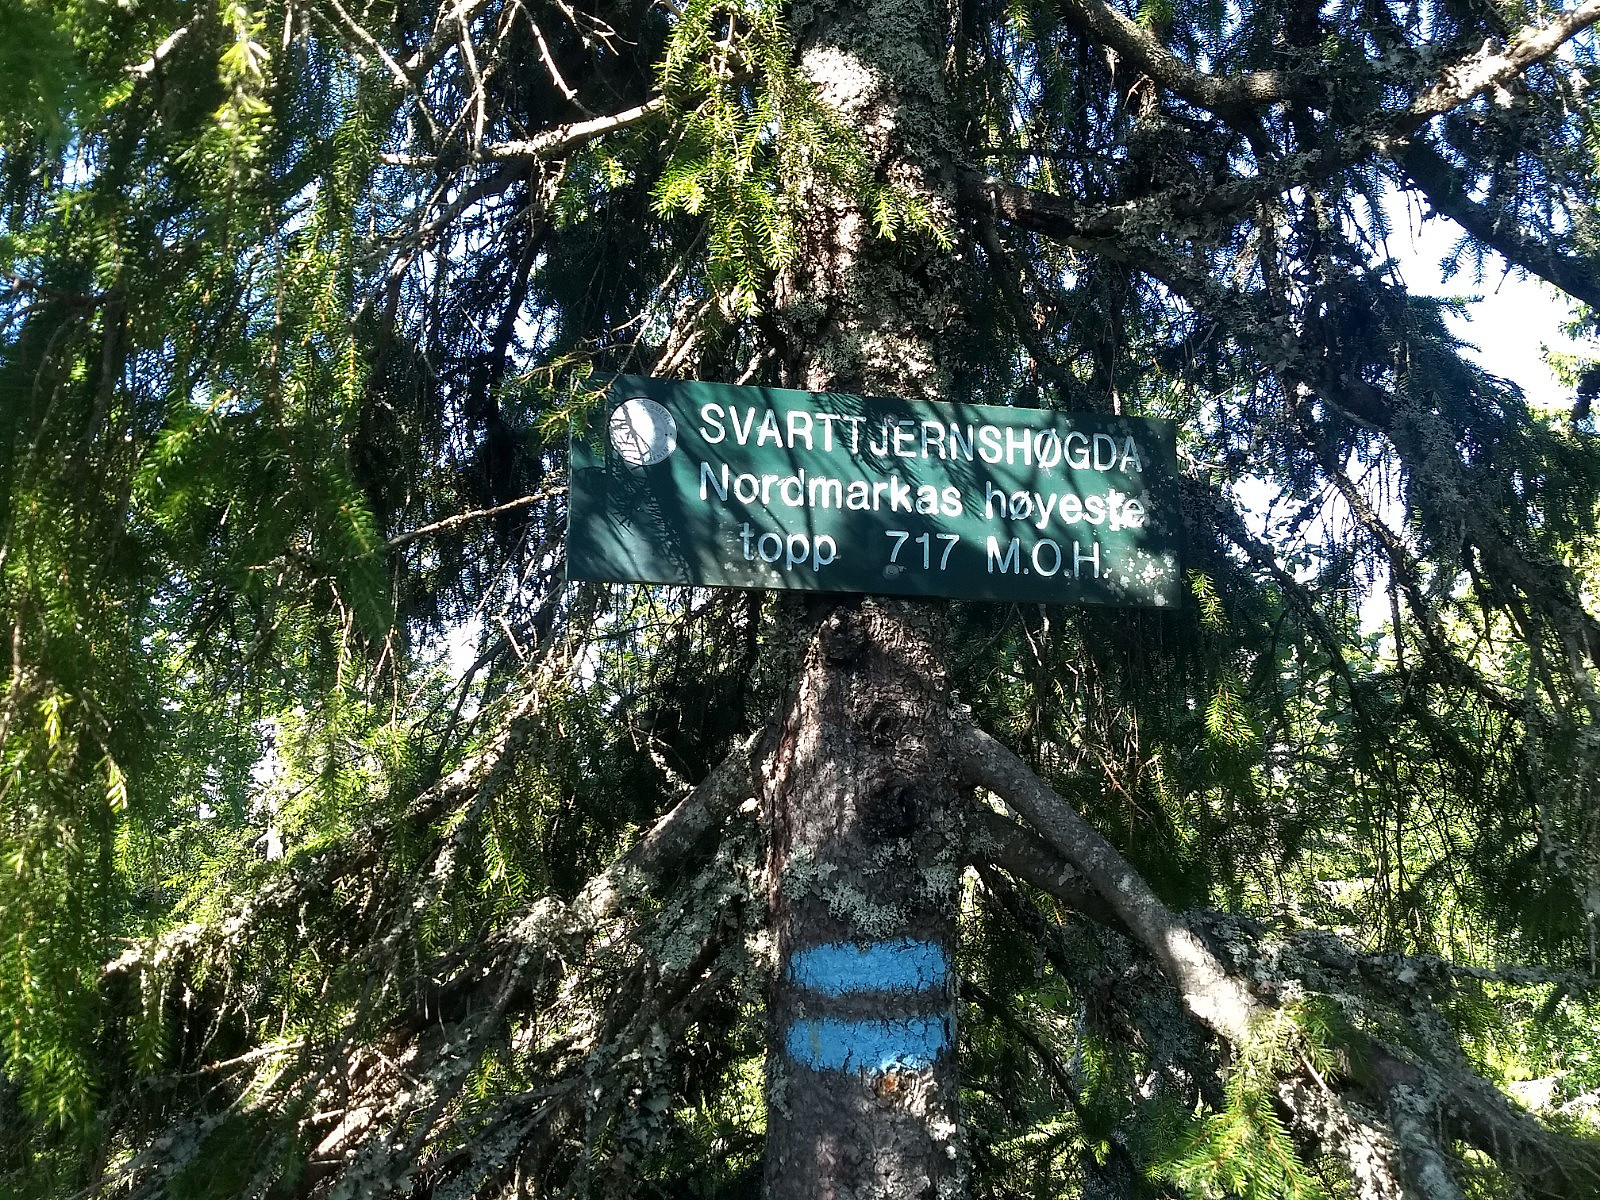 SVARTTJERNSHØGDA
Nordmarkas høyeste
topp 717 M.O.H.